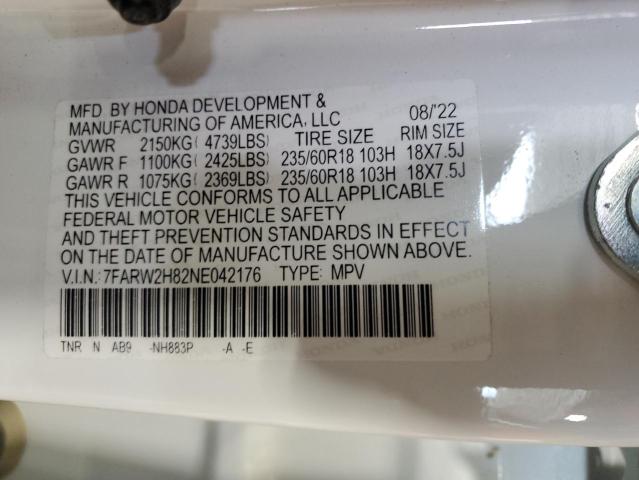 MFD. BY HONDA DEVELOPMENT &
MANUFACTURING OF AMERICA, LLC 08/'22
GVWR 2150KG( 4739LBS) TIRE SIZE RIM SIZE
GAWR F 1100KG( 2425LBS) 235/60R18 103H 18X7.5J
GAWR R 1075KG( 2369LBS) 235/60R18 103H 18X7.5J
THIS VEHICLE CONFORMS TO ALL APPLICABLE
FEDERAL MOTOR VEHICLE SAFETY
AND THEFT PREVENTION STANDARDS IN EFFECT
ON THE DATE OF MANUFACTURE SHOWN ABOVE.
V.I.N.: 7FARW2H82NE042176 TYPE: MPV
TNR N AB9 -NH883P -A -E